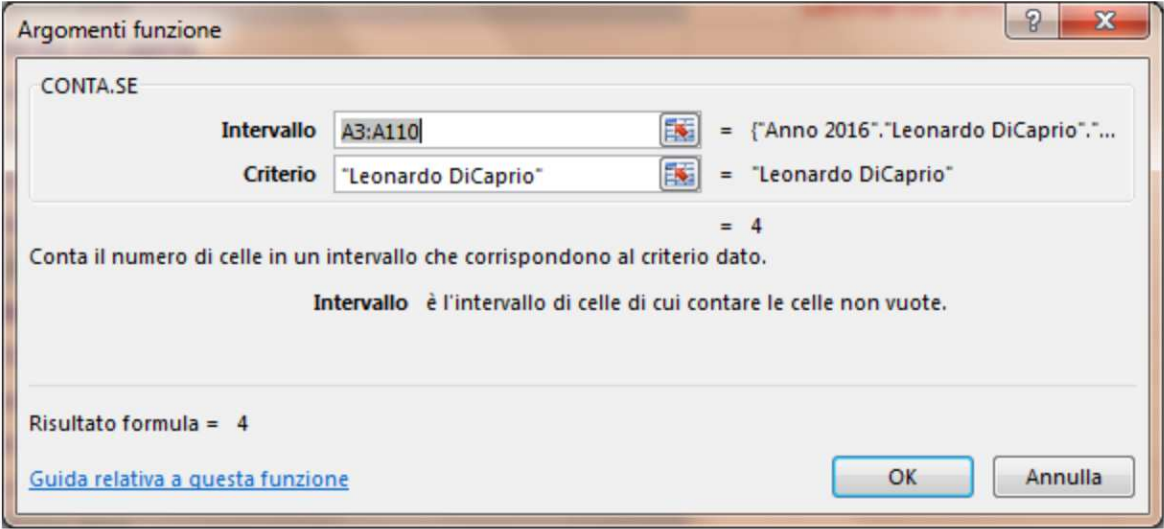 Argomenti funzione
?
X
CONTA.SE
Intervallo A3:A110 = {"Anno 2016"."Leonardo DiCaprio"."...
Criterio "Leonardo DiCaprio" = "Leonardo DiCaprio"
= 4
Conta il numero di celle in un intervallo che corrispondono al criterio dato.
Intervallo è l'intervallo di celle di cui contare le celle non vuote.
Risultato formula = 4
Guida relativa a questa funzione
OK
Annulla